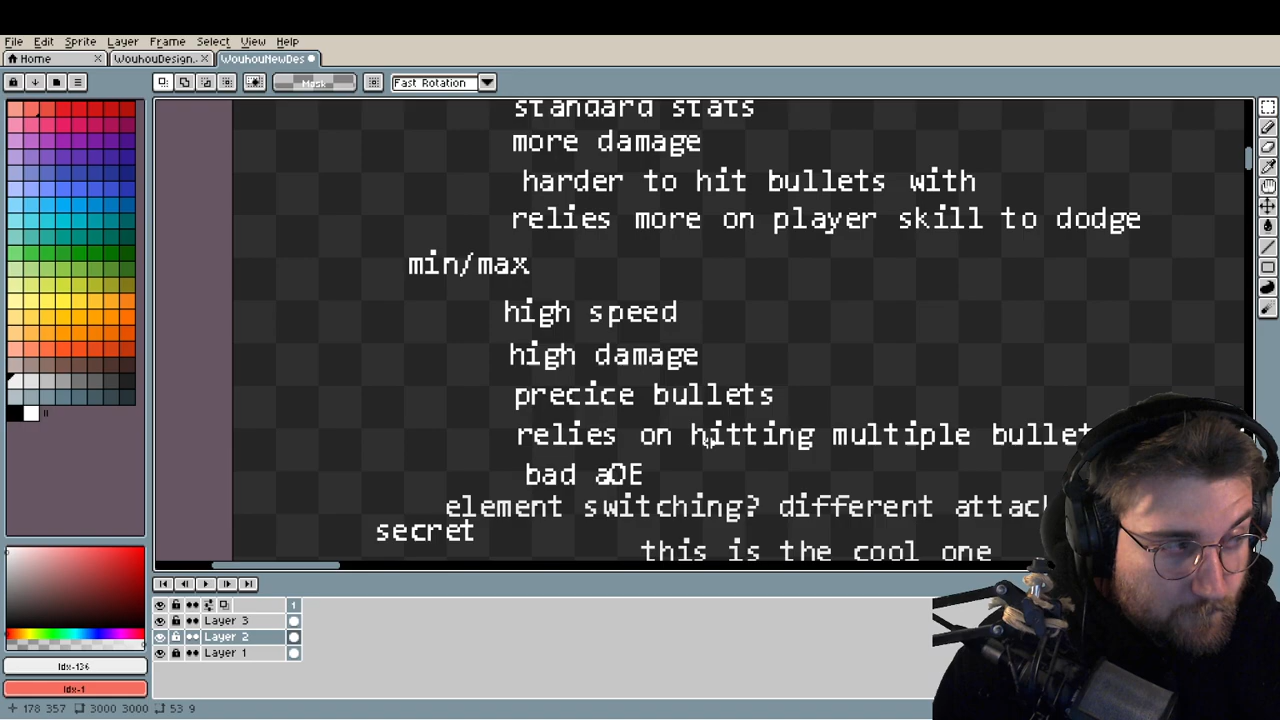 File Edit Sprite Layer Frame Select View Help
Home WouhouDesign. WouhouNewDes
Mask Fast Rotation
standard stats
more damage
harder to hit bullets with
relies more on player skill to dodge
min/max
high speed
high damage
precice bullets
relies on hitting multiple bullet
bad aOE
element switching? different attac
secret
this is the cool one
1
Layer 3
Layer 2
Layer 1
Idx-136
Idx-1
178 357 3000 3000 53 9